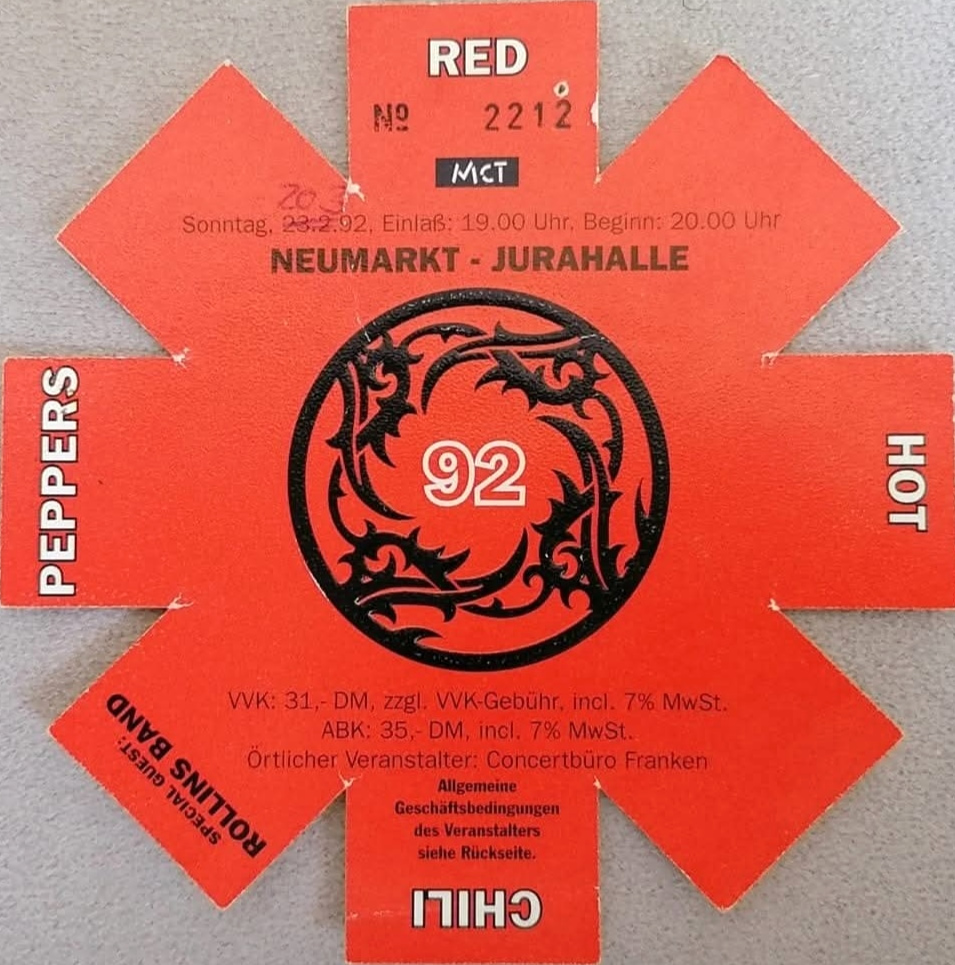 RED
Nº 2212
MCT
20.3
Sonntag, 23.2.92, Einlaß: 19.00 Uhr, Beginn: 20.00 Uhr
NEUMARKT - JURAHALLE
PEPPERS
92
HOT
VVK: 31,- DM, zzgl. VVK-Gebühr, incl. 7% MwSt.
ABK: 35,- DM, incl. 7% MwSt.
Örtlicher Veranstalter: Concertbüro Franken
SPECIAL GUEST:
ROLLINS BAND
Allgemeine
Geschäftsbedingungen
des Veranstalters
siehe Rückseite.
CHILI